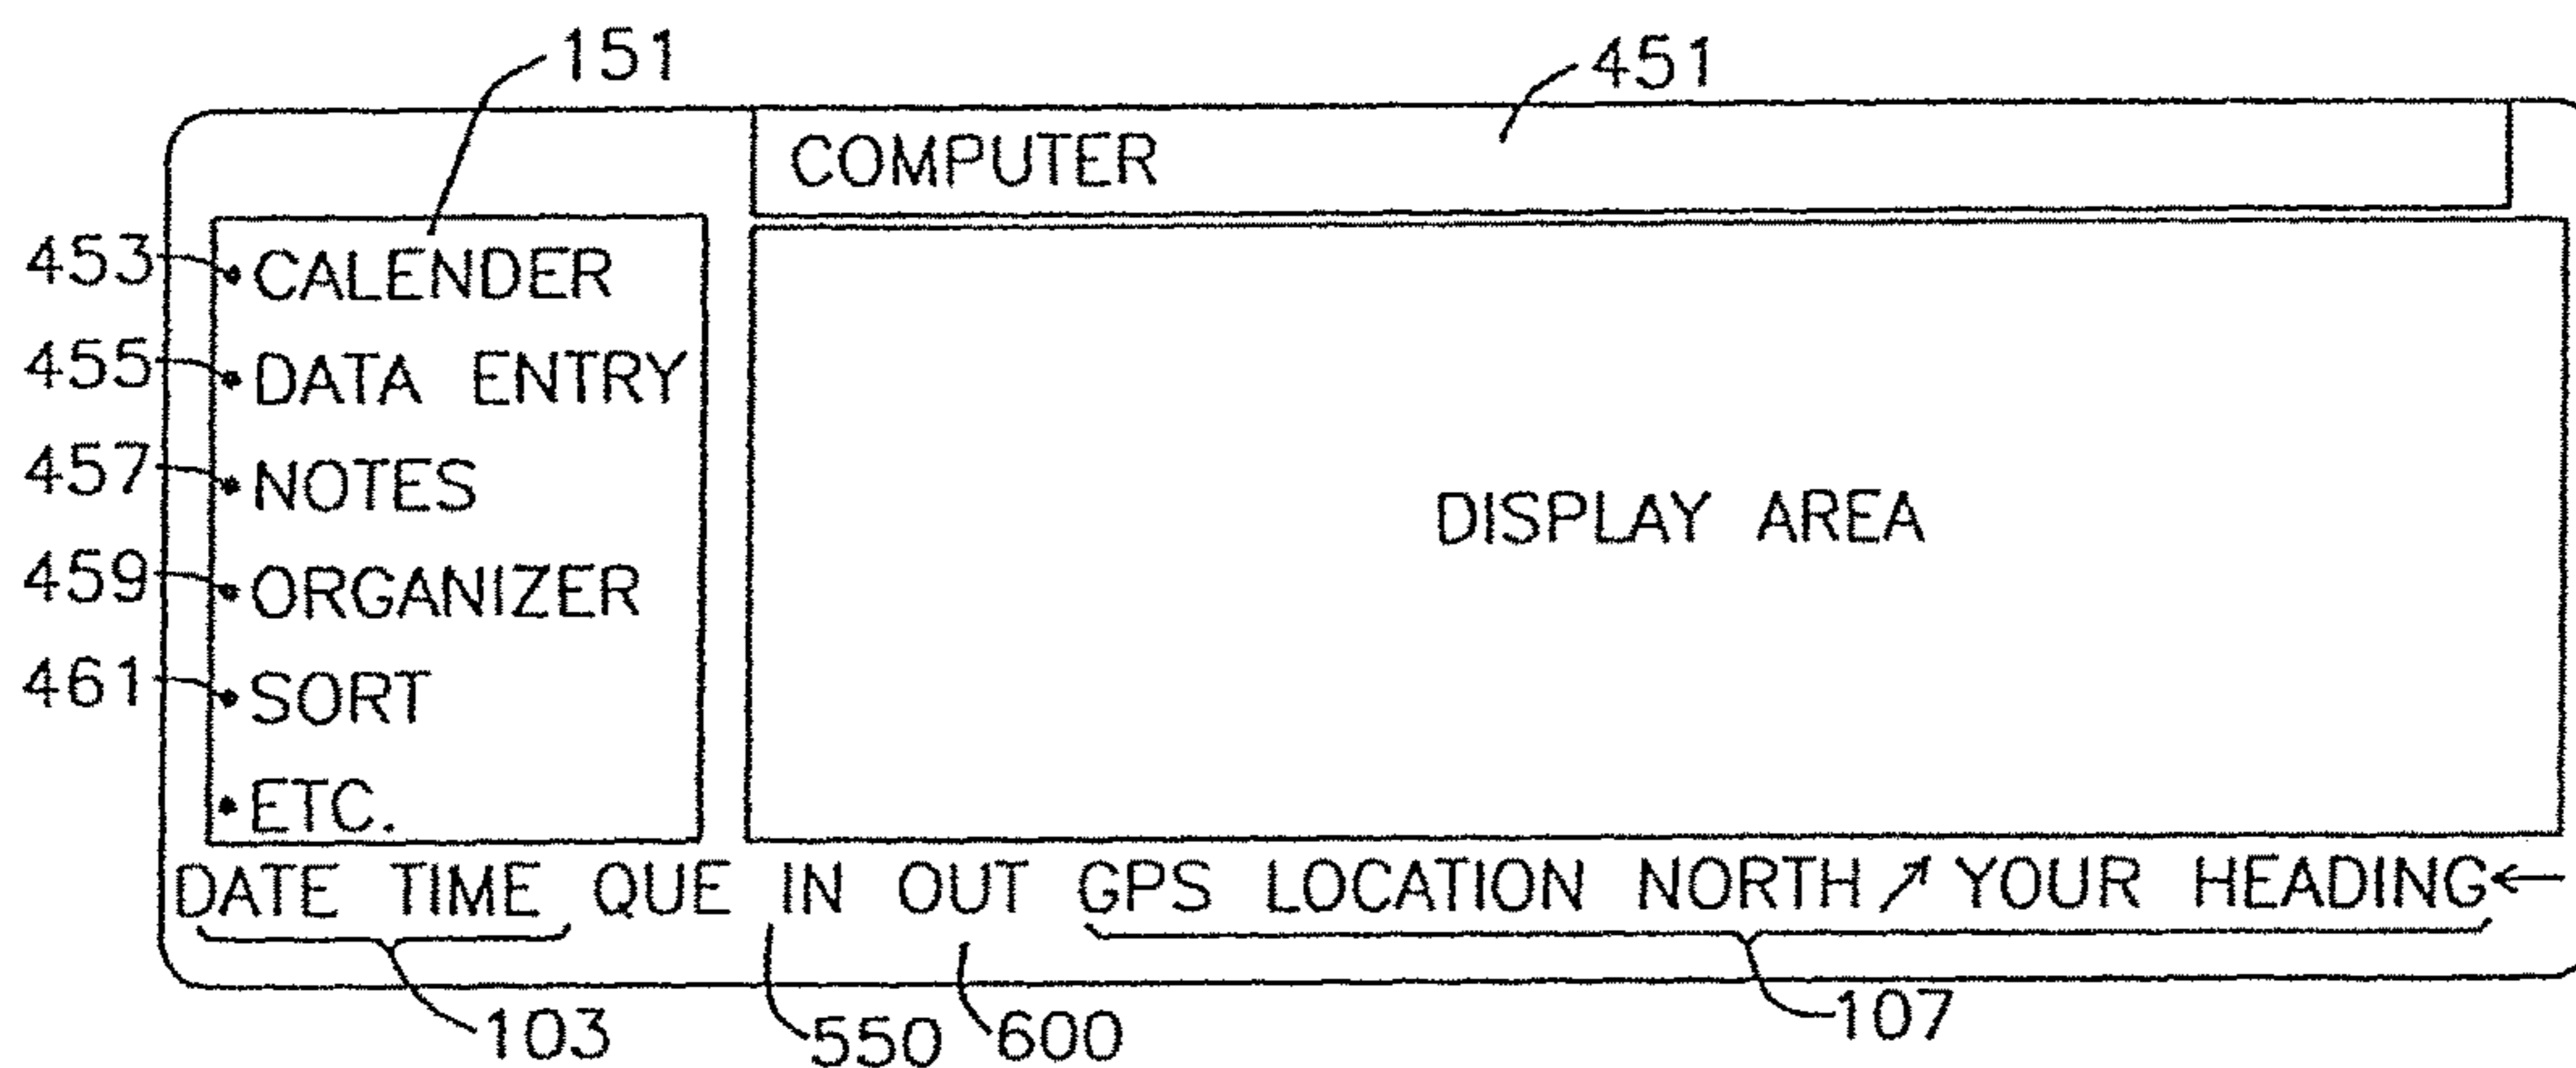 151
451
COMPUTER
453 •CALENDER
455 •DATA ENTRY
457 •NOTES
DISPLAY AREA
459 •ORGANIZER
461 •SORT
•ETC.
DATE TIME QUE IN OUT GPS LOCATION NORTH↗YOUR HEADING←
103
550
600
107